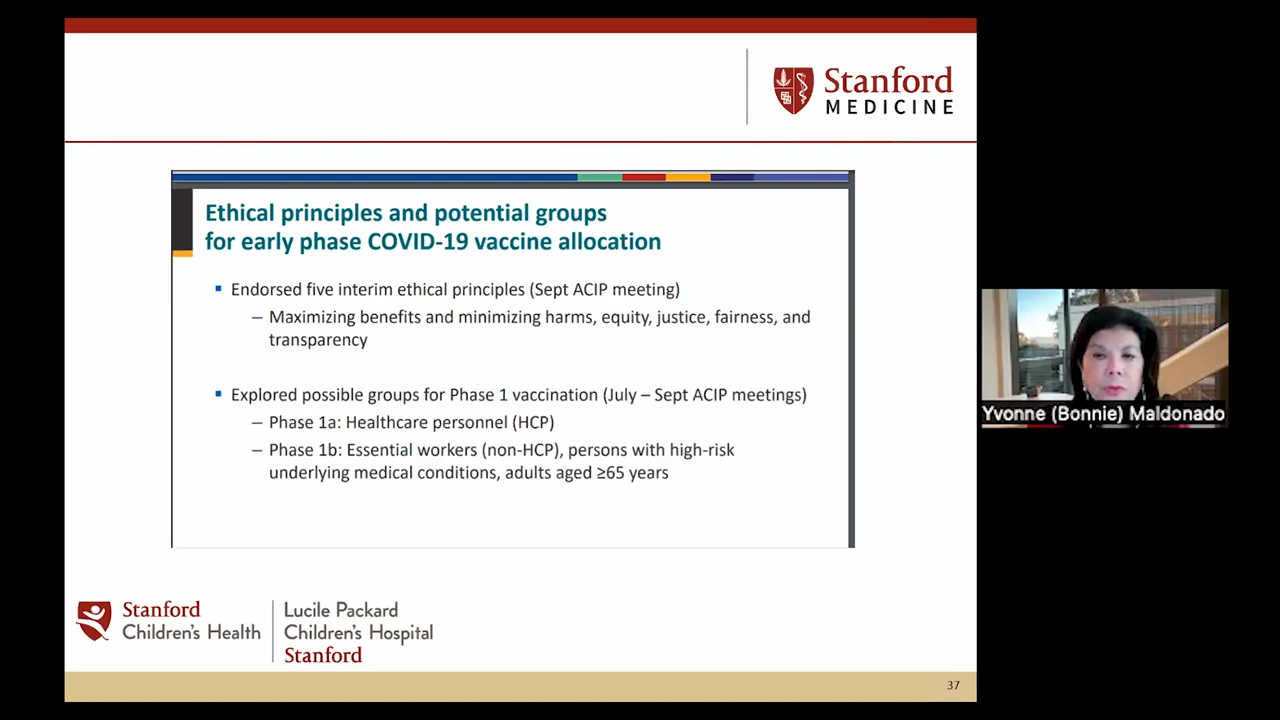 Stanford
MEDICINE
Ethical principles and potential groups
for early phase COVID-19 vaccine allocation
▪ Endorsed five interim ethical principles (Sept ACIP meeting)
– Maximizing benefits and minimizing harms, equity, justice, fairness, and
transparency
▪ Explored possible groups for Phase 1 vaccination (July – Sept ACIP meetings)
– Phase 1a: Healthcare personnel (HCP)
– Phase 1b: Essential workers (non-HCP), persons with high-risk
underlying medical conditions, adults aged ≥65 years
Yvonne (Bonnie) Maldonado
Stanford
Children's Health
Lucile Packard
Children's Hospital
Stanford
37